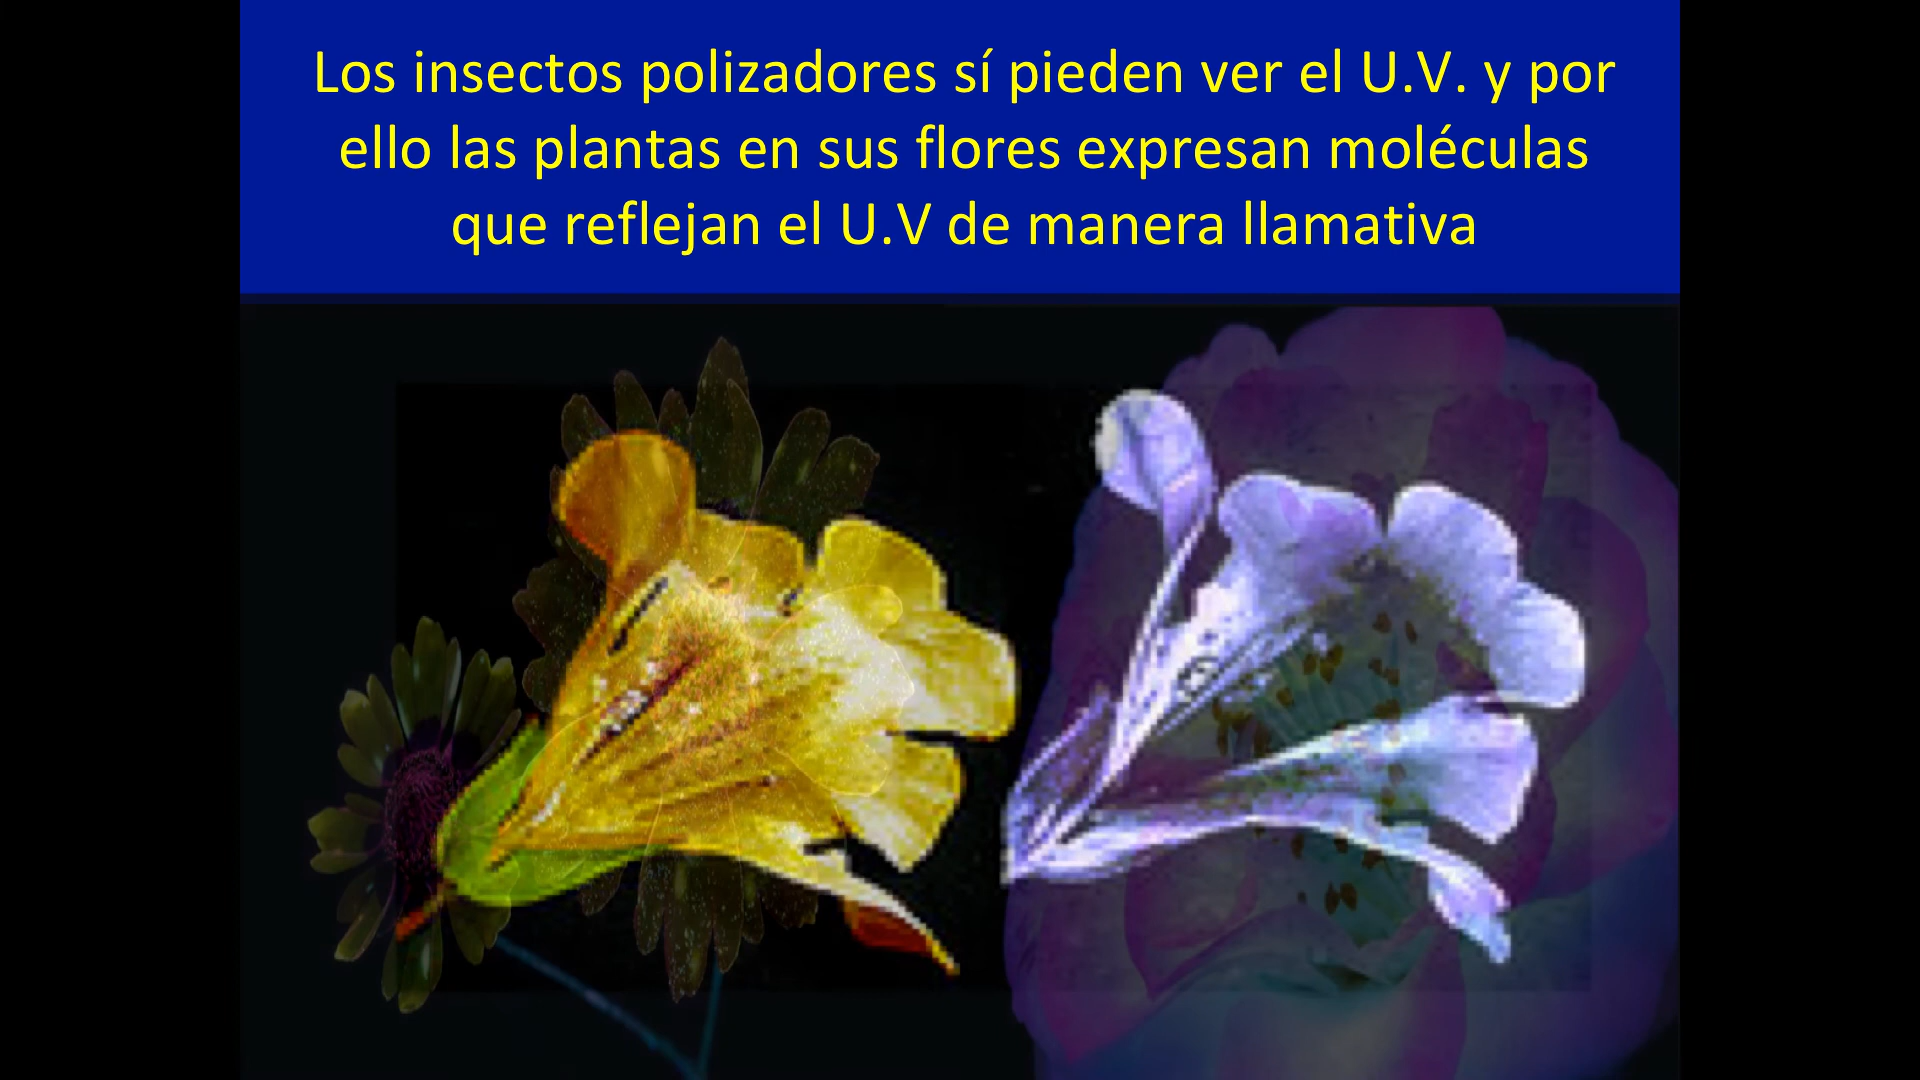 Los insectos polizadores sí pieden ver el U.V. y por
ello las plantas en sus flores expresan moléculas
que reflejan el U.V de manera llamativa